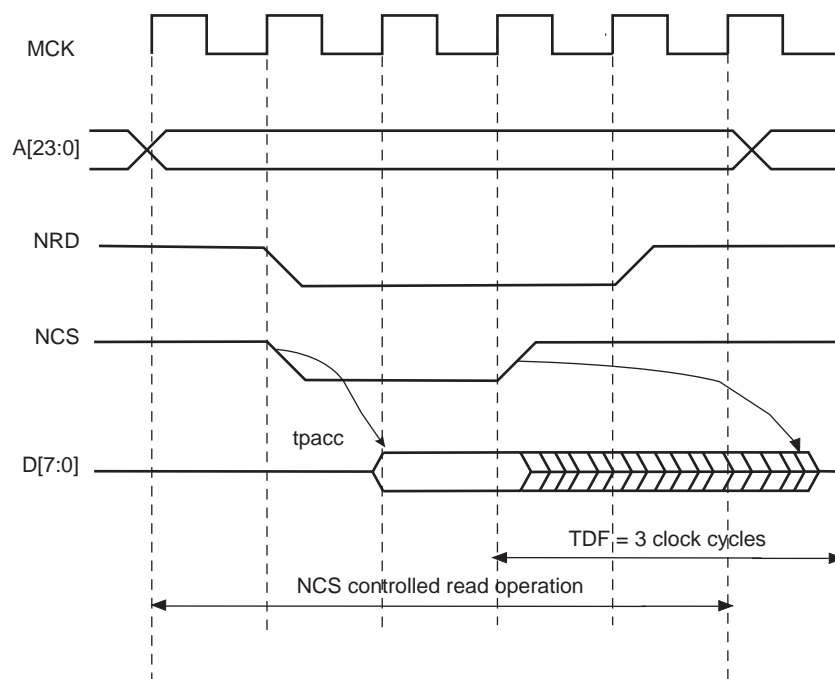 MCK
A[23:0]
NRD
NCS
tpacc
D[7:0]
TDF = 3 clock cycles
NCS controlled read operation